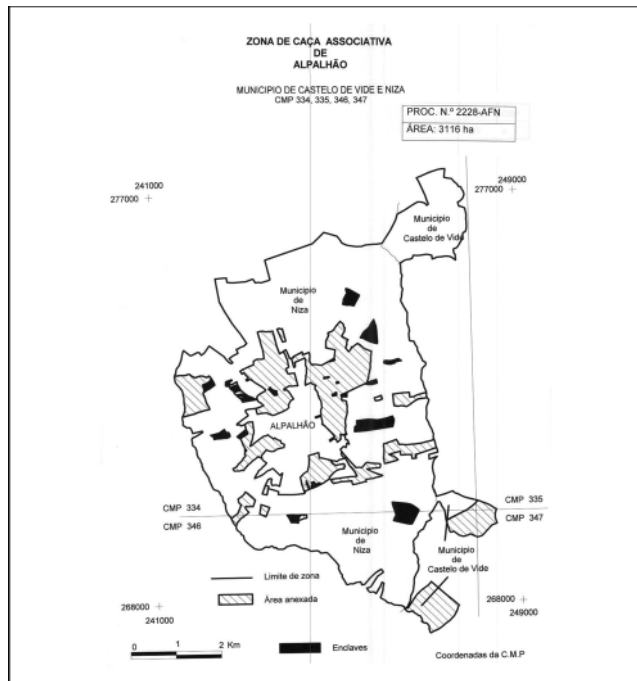 ZONA DE CAÇA ASSOCIATIVA
DE
ALPALHÃO
MUNICIPIO DE CASTELO DE VIDE E NIZA
CMP 334, 335, 346, 347
PROC. N.º 2228-AFN
ÁREA: 3116 ha
241000
277000
249000
277000
Municipio
de
Castelo de Vide
Municipio
de
Niza
ALPALHÃO
CMP 334
CMP 346
CMP 335
CMP 347
Municipio
de
Niza
Municipio
de
Castelo de Vide
Limite de zona
Área anexada
268000
241000
268000
249000
0 1 2 Km
Enclaves
Coordenadas da C.M.P